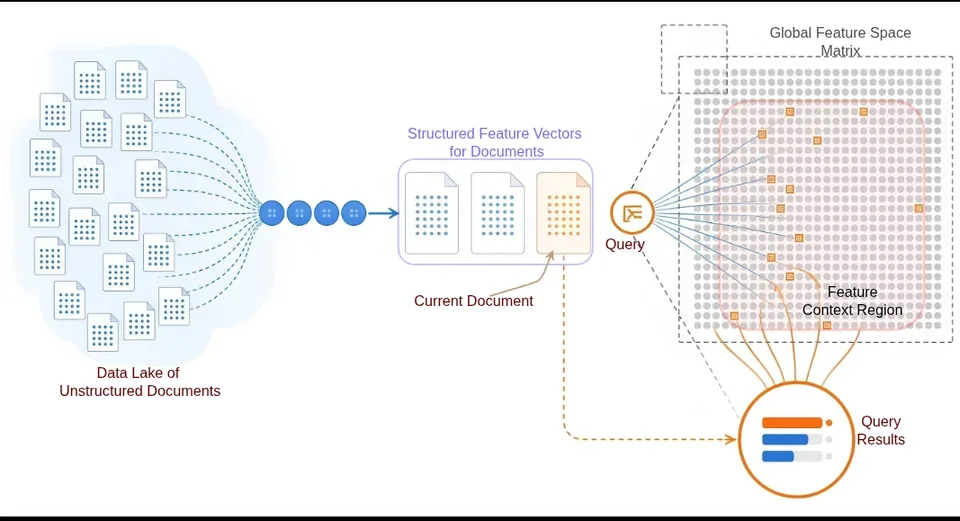 Global Feature Space
Matrix
Structured Feature Vectors
for Documents
Query
Current Document
Feature
Context Region
Data Lake of
Unstructured Documents
Query
Results